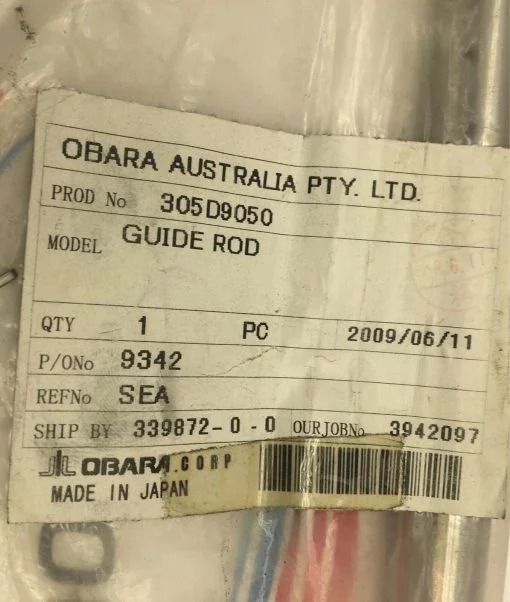 OBARA AUSTRALIA PTY. LTD.
PROD No 305D9050
MODEL GUIDE ROD
QTY 1 PC 2009/06/11
P/ONo 9342
REFNo SEA
SHIP BY 339872-0-0 OURJOBNo 3942097
OBARA.CORP
MADE IN JAPAN